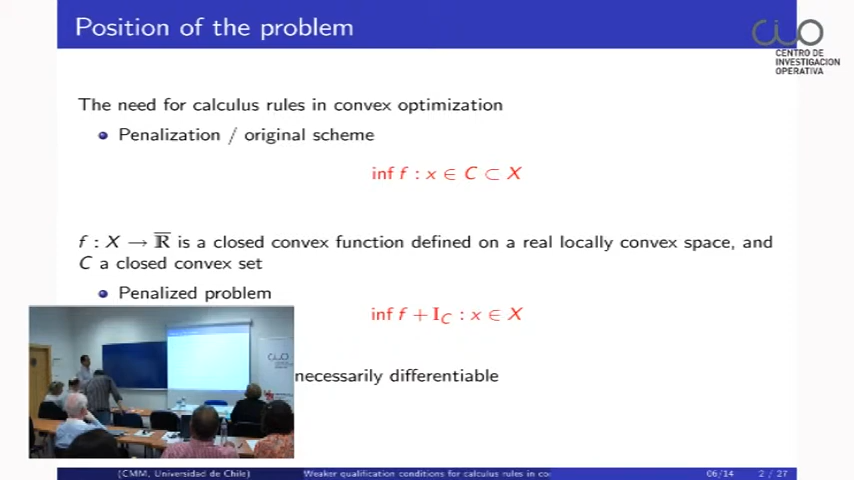 Position of the problem
CENTRO DE
INVESTIGACION
OPERATIVA
The need for calculus rules in convex optimization
Penalization / original scheme
inf f : x ∈ C ⊂ X
f : X → ℝ̅ is a closed convex function defined on a real locally convex space, and
C a closed convex set
Penalized problem
inf f + I_C : x ∈ X
necessarily differentiable
(CMM, Universidad de Chile)
Weaker qualification conditions for calculus rules in co
06/14
2 / 27